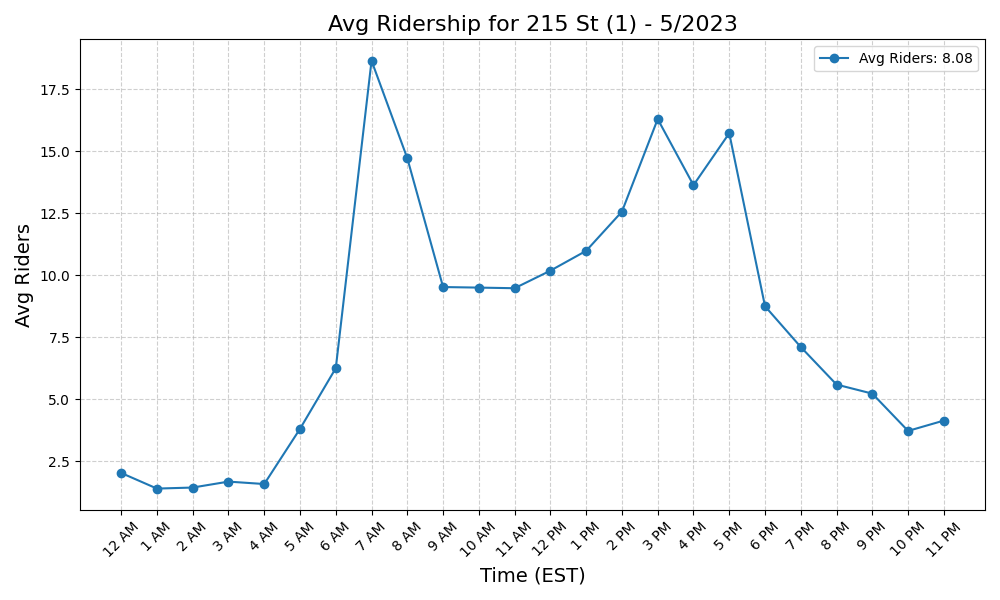 Avg Ridership for 215 St (1) - 5/2023
Avg Riders: 8.08
Avg Riders
17.5
15.0
12.5
10.0
7.5
5.0
2.5
12 AM
1 AM
2 AM
3 AM
4 AM
5 AM
6 AM
7 AM
8 AM
9 AM
10 AM
11 AM
12 PM
1 PM
2 PM
3 PM
4 PM
5 PM
6 PM
7 PM
8 PM
9 PM
10 PM
11 PM
Time (EST)